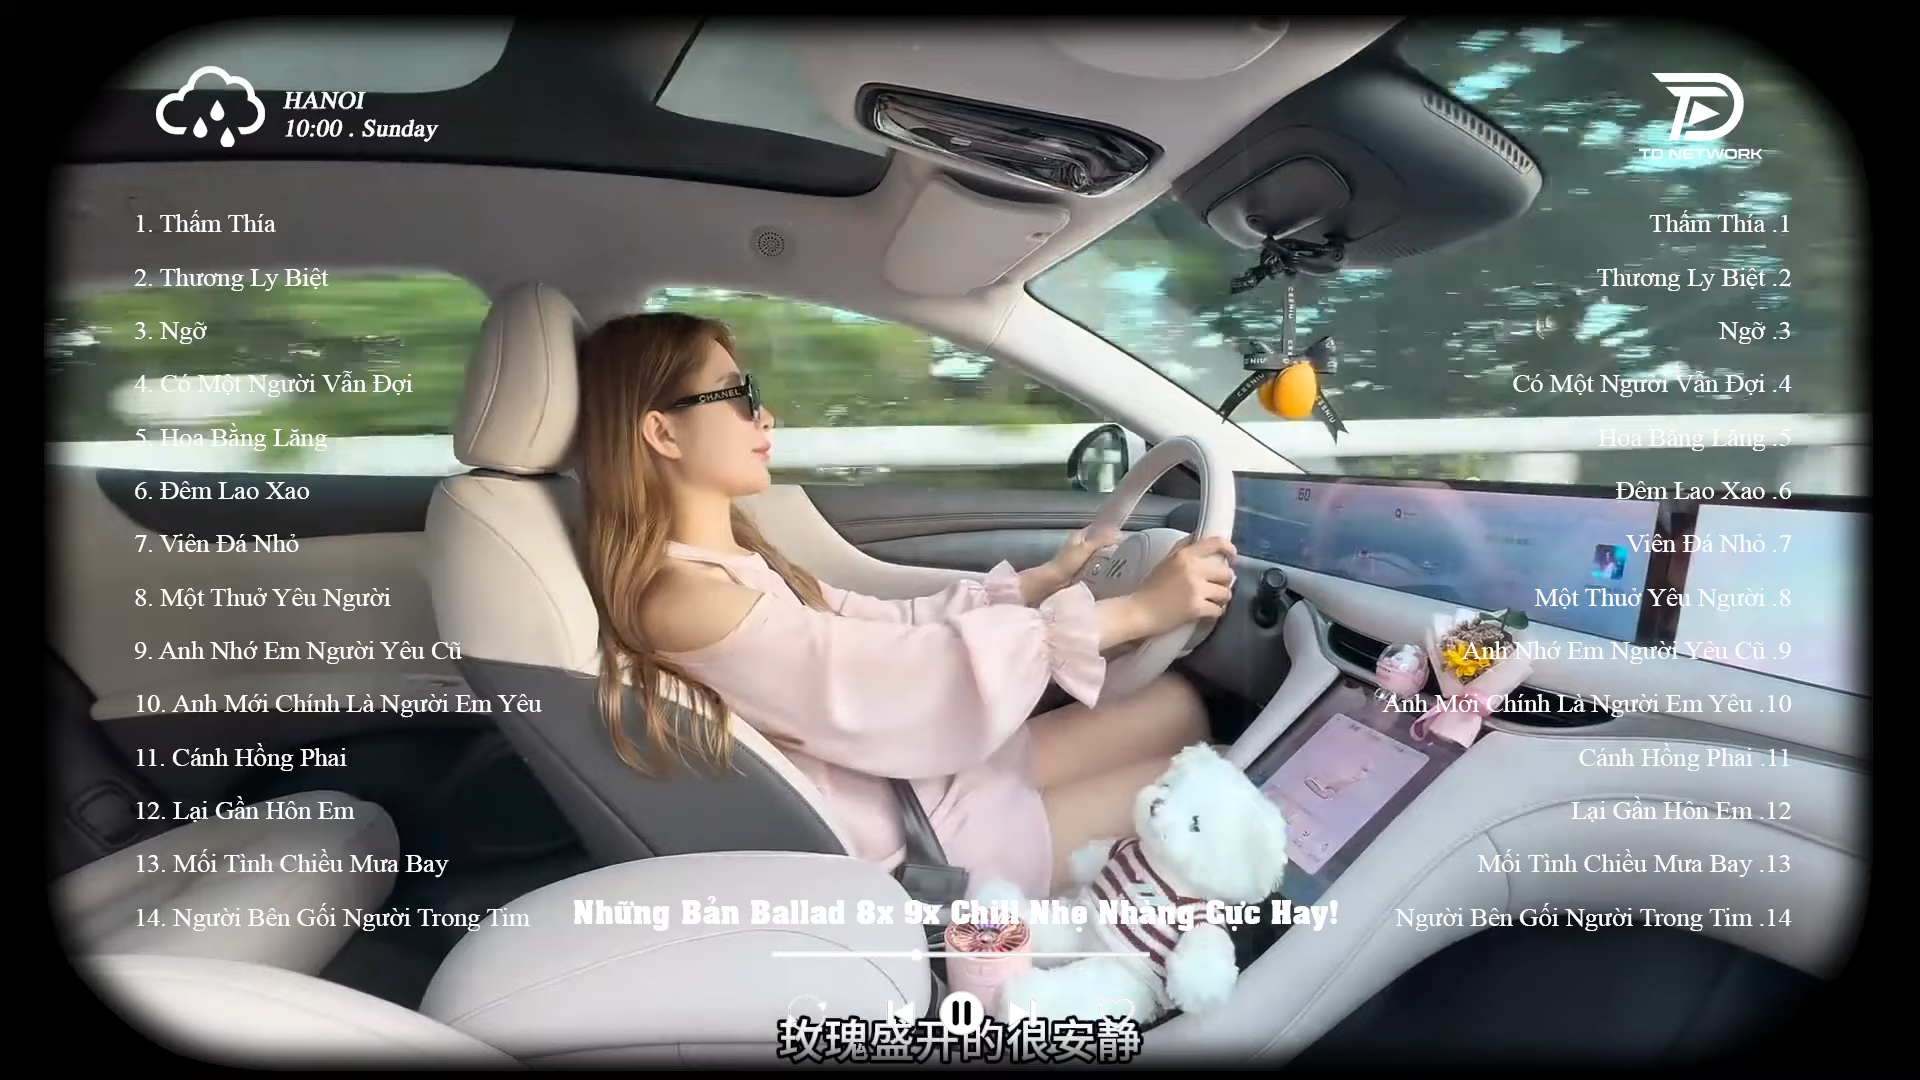 HANOI
10:00 . Sunday
TD NETWORK
1. Thấm Thía
2. Thương Ly Biệt
3. Ngỡ
4. Có Một Người Vẫn Đợi
5. Hoa Bằng Lăng
6. Đêm Lao Xao
7. Viên Đá Nhỏ
8. Một Thuở Yêu Người
9. Anh Nhớ Em Người Yêu Cũ
10. Anh Mới Chính Là Người Em Yêu
11. Cánh Hồng Phai
12. Lại Gần Hôn Em
13. Mối Tình Chiều Mưa Bay
14. Người Bên Gối Người Trong Tim
Thấm Thía .1
Thương Ly Biệt .2
Ngỡ .3
Có Một Người Vẫn Đợi .4
Hoa Bằng Lăng .5
Đêm Lao Xao .6
Viên Đá Nhỏ .7
Một Thuở Yêu Người .8
Anh Nhớ Em Người Yêu Cũ .9
Anh Mới Chính Là Người Em Yêu .10
Cánh Hồng Phai .11
Lại Gần Hôn Em .12
Mối Tình Chiều Mưa Bay .13
Người Bên Gối Người Trong Tim .14
CHANEL
60
Những Bản Ballad 8x 9x Chill Nhẹ Nhàng Cực Hay!
玫瑰盛开的很安静